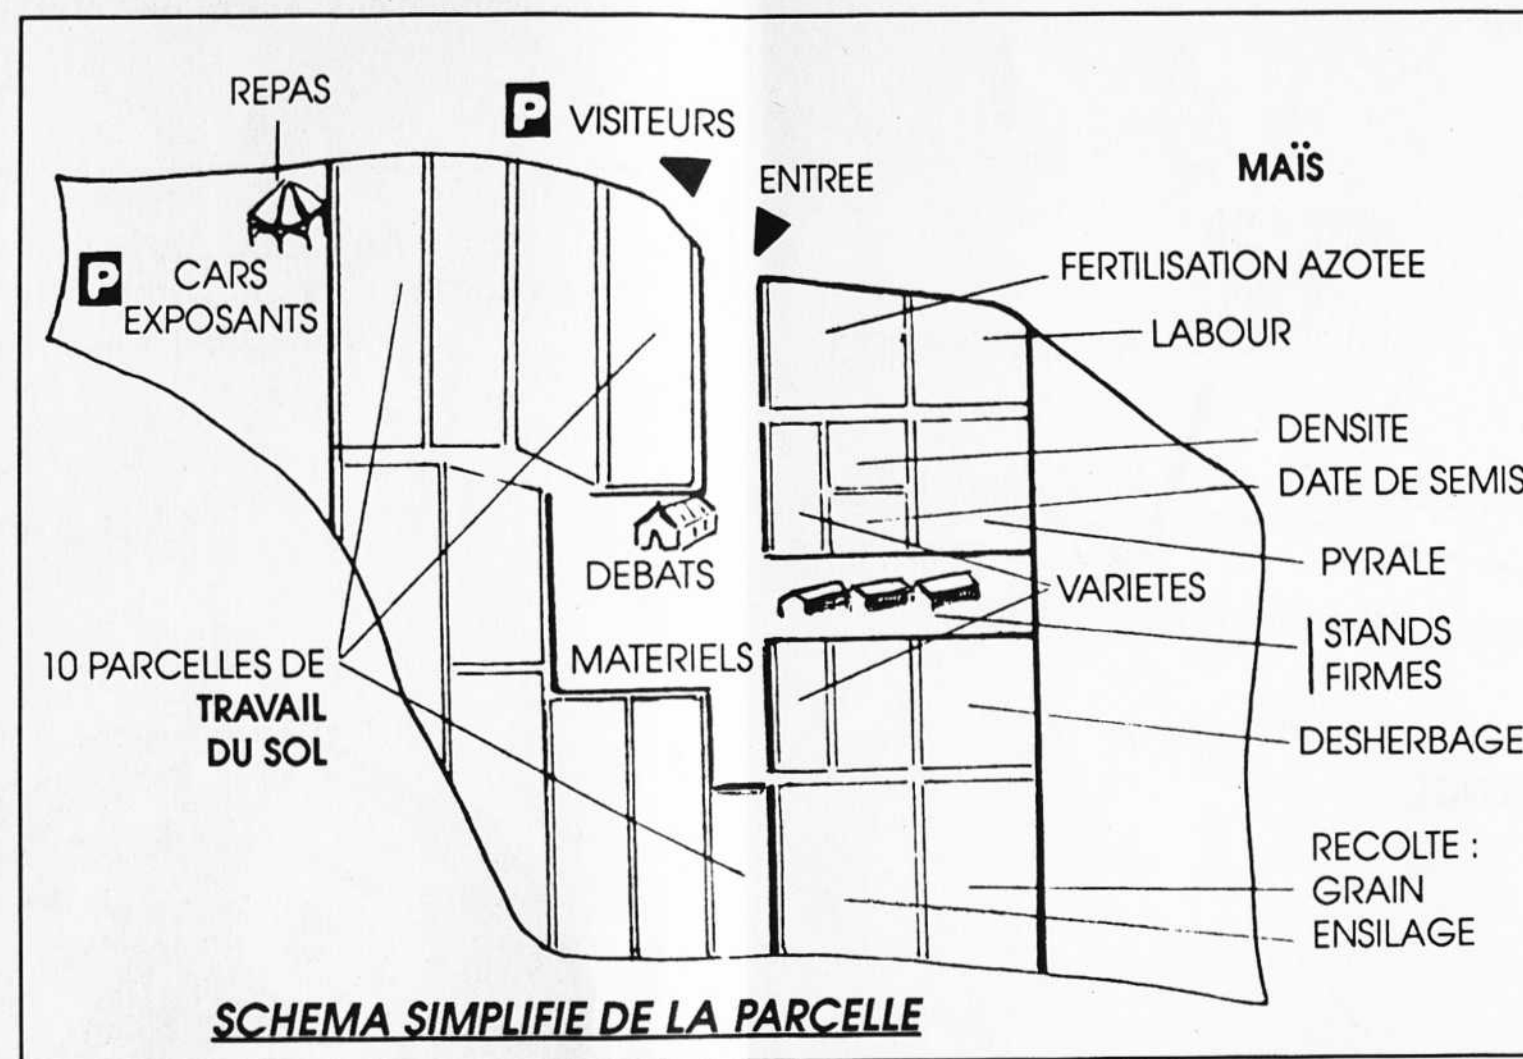 REPAS
P VISITEURS
ENTREE
MAÏS
P CARS
EXPOSANTS
FERTILISATION AZOTEE
LABOUR
DENSITE
DATE DE SEMIS
PYRALE
DEBATS
VARIETES
STANDS
FIRMES
MATERIELS
10 PARCELLES DE
TRAVAIL
DU SOL
DESHERBAGE
RECOLTE :
GRAIN
ENSILAGE
SCHEMA SIMPLIFIE DE LA PARCELLE